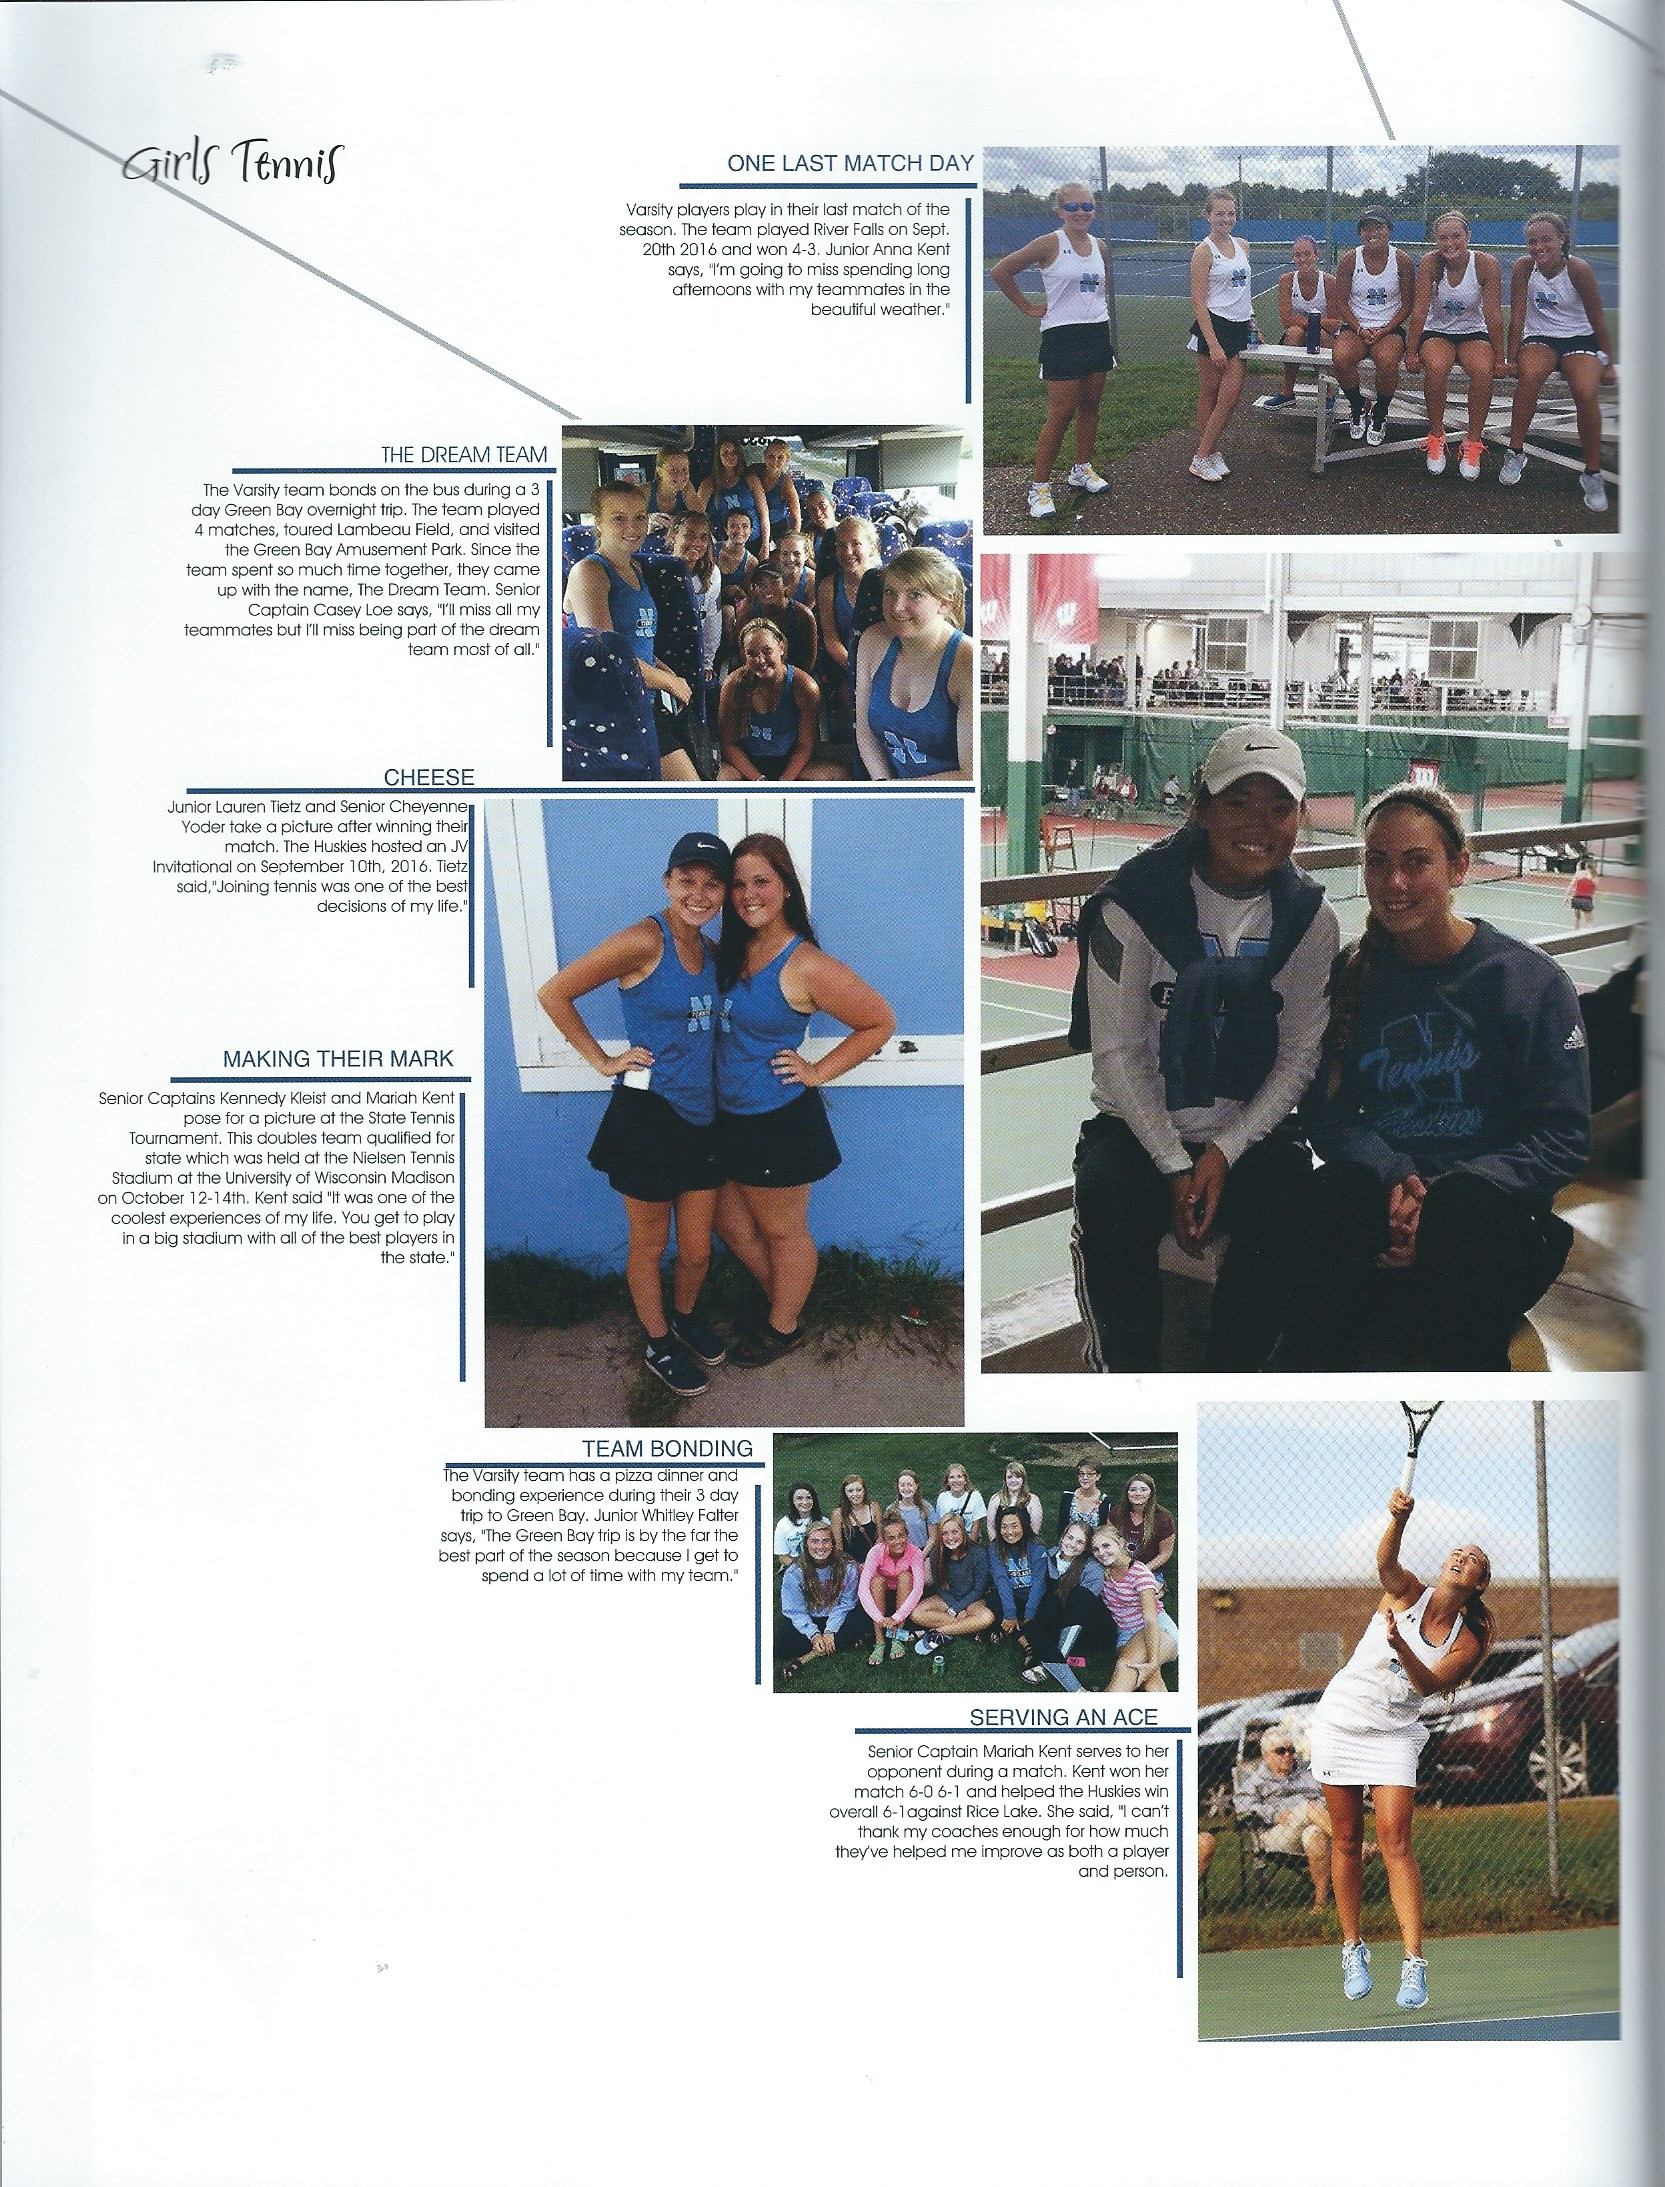 Girls Tennis
ONE LAST MATCH DAY
Varsity players play in their last match of the
season. The team played River Falls on Sept.
20th 2016 and won 4-3. Junior Anna Kent
says, "I'm going to miss spending long
afternoons with my teammates in the
beautiful weather."
THE DREAM TEAM
The Varsity team bonds on the bus during a 3
day Green Bay overnight trip. The team played
4 matches, toured Lambeau Field, and visited
the Green Bay Amusement Park. Since the
team spent so much time together, they came
up with the name, The Dream Team. Senior
Captain Casey Loe says, "I'll miss all my
teammates but I'll miss being part of the dream
team most of all."
CHEESE
Junior Lauren Tietz and Senior Cheyenne
Yoder take a picture after winning their
match. The Huskies hosted an JV
Invitational on September 10th, 2016. Tietz
said,"Joining tennis was one of the best
decisions of my life."
MAKING THEIR MARK
Senior Captains Kennedy Kleist and Mariah Kent
pose for a picture at the State Tennis
Tournament. This doubles team qualified for
state which was held at the Nielsen Tennis
Stadium at the University of Wisconsin Madison
on October 12-14th. Kent said "It was one of the
coolest experiences of my life. You get to play
in a big stadium with all of the best players in
the state."
TEAM BONDING
The Varsity team has a pizza dinner and
bonding experience during their 3 day
trip to Green Bay. Junior Whitley Falter
says, "The Green Bay trip is by the far the
best part of the season because I get to
spend a lot of time with my team."
SERVING AN ACE
Senior Captain Mariah Kent serves to her
opponent during a match. Kent won her
match 6-0 6-1 and helped the Huskies win
overall 6-1against Rice Lake. She said, "I can't
thank my coaches enough for how much
they've helped me improve as both a player
and person.
N
W
Tennis
adidas